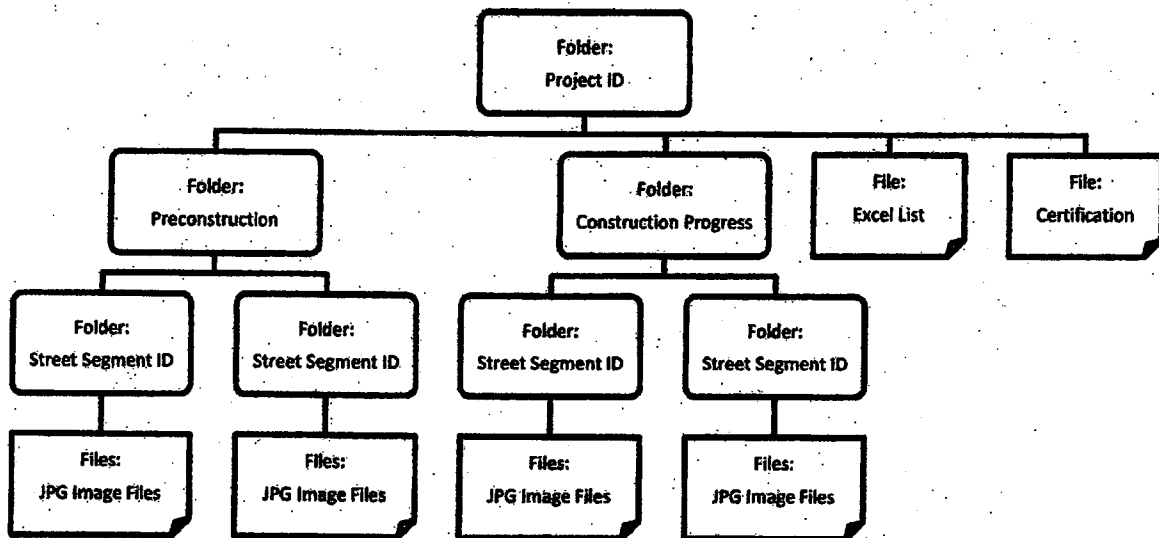 Folder:
Project ID
Folder:
Preconstruction
Folder:
Construction Progress
File:
Excel List
File:
Certification
Folder:
Street Segment ID
Folder:
Street Segment ID
Folder:
Street Segment ID
Folder:
Street Segment ID
Files:
JPG Image Files
Files:
JPG Image Files
Files:
JPG Image Files
Files:
JPG Image Files